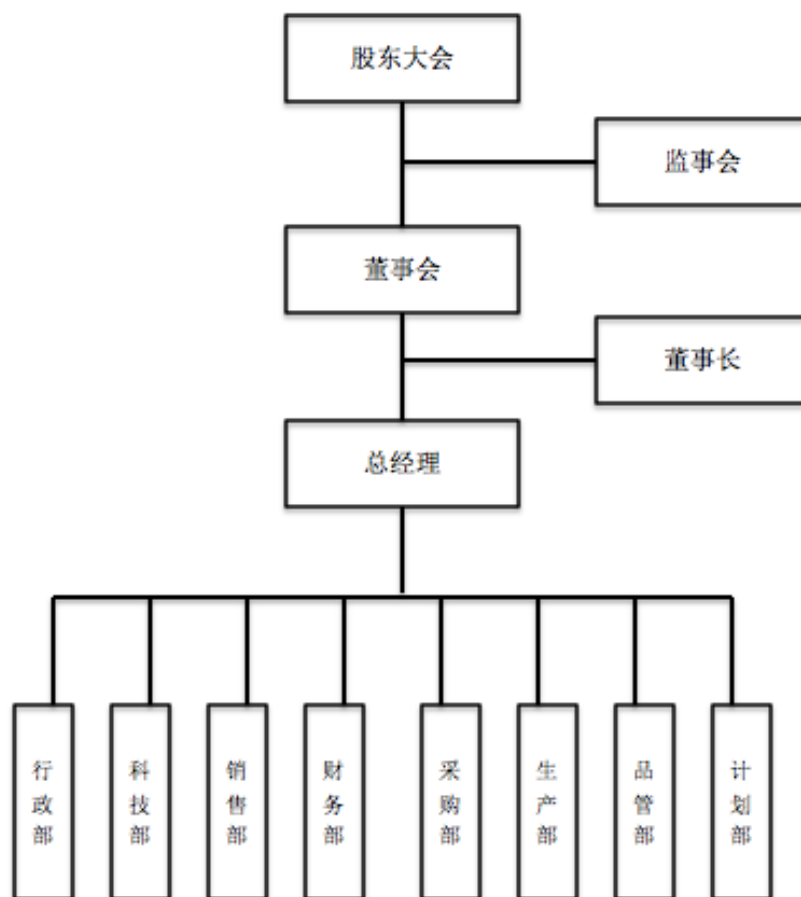 股东大会
监事会
董事会
董事长
总经理
行政部
科技部
销售部
财务部
采购部
生产部
品管部
计划部